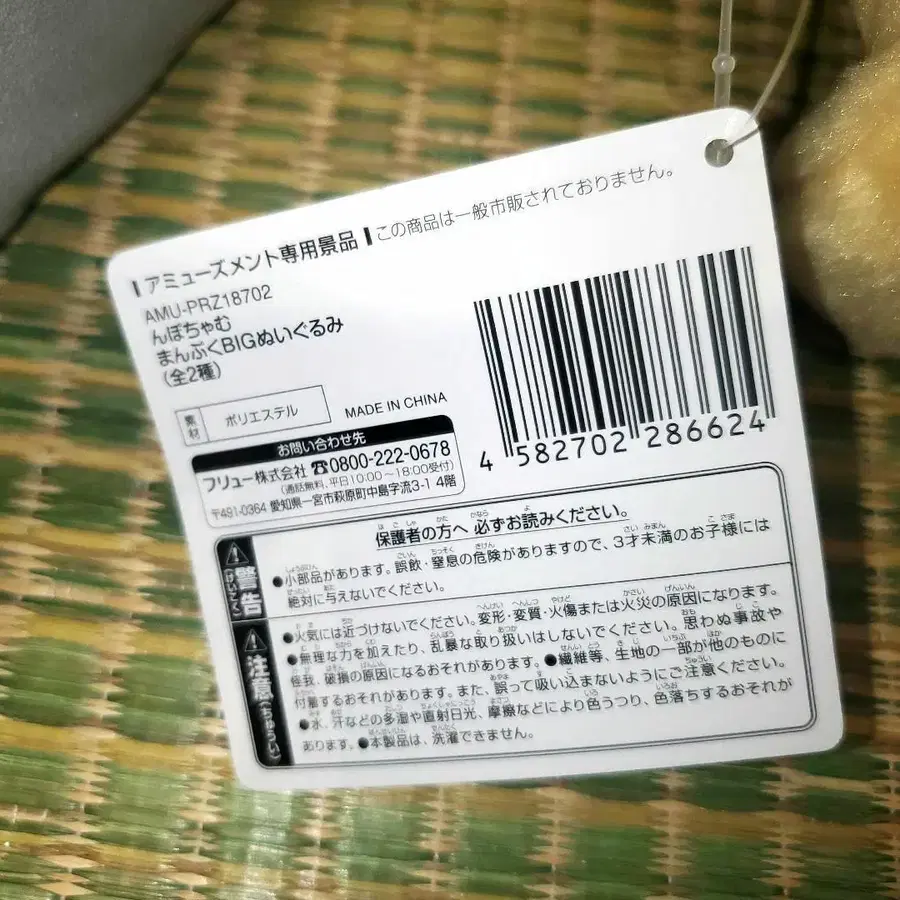 アミューズメント専用景品 この商品は一般市販されておりません。
AMU-PRZ18702
んぽちゃむ
まんぷくBIGぬいぐるみ
(全2種)
素材 ポリエステル MADE IN CHINA
4 582702 286624
お問い合わせ先
フリュー株式会社 ☎0800-222-0678
(通話無料、平日10:00~18:00受付)
〒491-0364 愛知県一宮市萩原町中島字流3-1 4階
保護者の方へ 必ずお読みください。
警告(けいこく)
●小部品があります。誤飲・窒息の危険がありますので、3才未満のお子様には
絶対に与えないでください。
注意(ちゅうい)
●火気には近づけないでください。変形・変質・火傷または火災の原因になります。
●無理な力を加えたり、乱暴な取り扱いはしないでください。思わぬ事故や
怪我、破損の原因になるおそれがあります。●繊維等、生地の一部が他のものに
付着するおそれがあります。また、誤って吸い込まないようにご注意ください。
●水、汗などの多湿や直射日光、摩擦などにより色うつり、色落ちするおそれが
あります。●本製品は、洗濯できません。